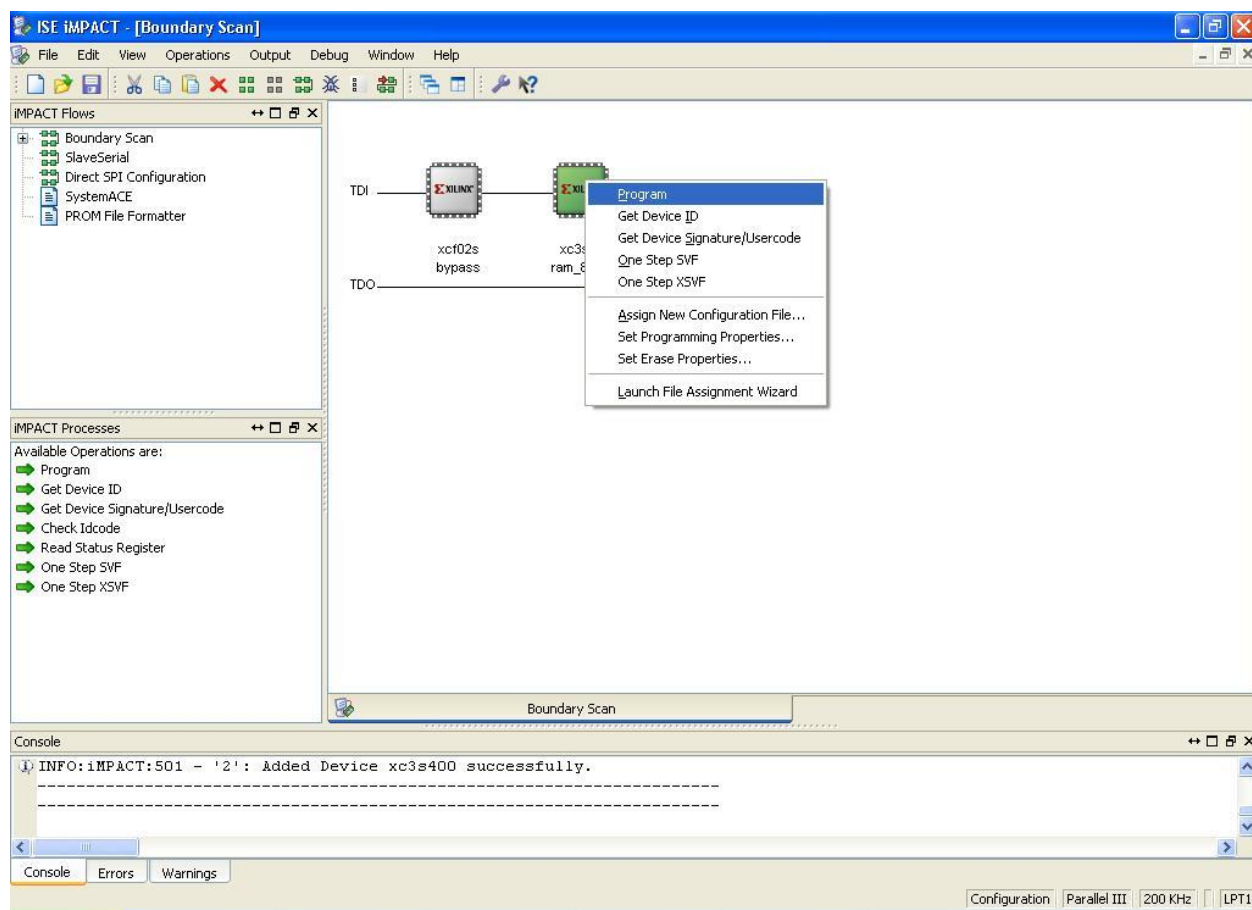 ISE iMPACT - [Boundary Scan]
File Edit View Operations Output Debug Window Help
iMPACT Flows
Boundary Scan
SlaveSerial
Direct SPI Configuration
SystemACE
PROM File Formatter
iMPACT Processes
Available Operations are:
Program
Get Device ID
Get Device Signature/Usercode
Check Idcode
Read Status Register
One Step SVF
One Step XSVF
TDI
XILINX
XIL
xcf02s
bypass
xc3s
ram_8
TDO
Program
Get Device ID
Get Device Signature/Usercode
One Step SVF
One Step XSVF
Assign New Configuration File...
Set Programming Properties...
Set Erase Properties...
Launch File Assignment Wizard
Boundary Scan
Console
INFO:iMPACT:501 - '2': Added Device xc3s400 successfully.
----------------------------------------------------------------------
----------------------------------------------------------------------
Console Errors Warnings
Configuration Parallel III 200 KHz LPT1